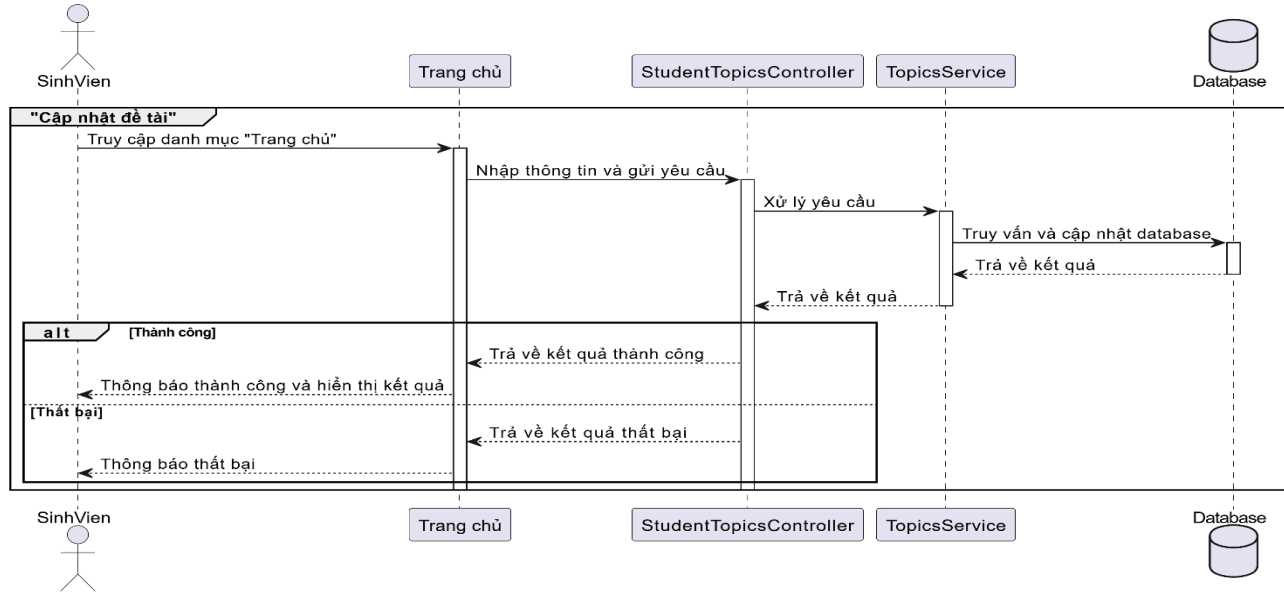 SinhVien
Trang chủ
StudentTopicsController
TopicsService
Database
"Cập nhật đề tài"
Truy cập danh mục "Trang chủ"
Nhập thông tin và gửi yêu cầu
Xử lý yêu cầu
Truy vấn và cập nhật database
Trả về kết quả
Trả về kết quả
alt
[Thành công]
Trả về kết quả thành công
Thông báo thành công và hiển thị kết quả
[Thất bại]
Trả về kết quả thất bại
Thông báo thất bại
SinhVien
Trang chủ
StudentTopicsController
TopicsService
Database